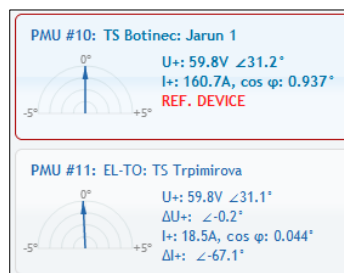 PMU #10: TS Botinec: Jarun 1
0°
-5°
+5°
U+: 59.8V ∠31.2°
I+: 160.7A, cos φ: 0.937°
REF. DEVICE
PMU #11: EL-TO: TS Trpimirova
0°
-5°
+5°
U+: 59.8V ∠31.1°
ΔU+: ∠-0.2°
I+: 18.5A, cos φ: 0.044°
ΔI+: ∠-67.1°